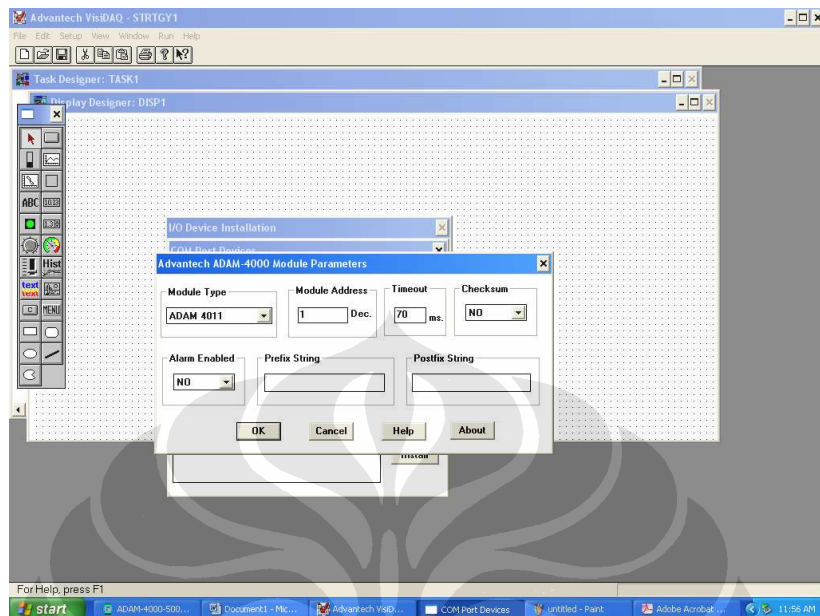 Advantech VisiDAQ - STRTGY1
File Edit Setup View Window Run Help
Task Designer: TASK1
Display Designer: DISP1
ABC
Hist
text
text
MENU
I/O Device Installation
COM Port Devices
Advantech ADAM-4000 Module Parameters
Module Type
Module Address
Timeout
Checksum
ADAM 4011
1 Dec.
70 ms.
NO
Alarm Enabled
Prefix String
Postfix String
NO
OK
Cancel
Help
About
Install
For Help, press F1
start
ADAM-4000-500...
Document1 - Mic...
Advantech VisiD...
COM Port Devices
untitled - Paint
Adobe Acrobat ...
11:56 AM